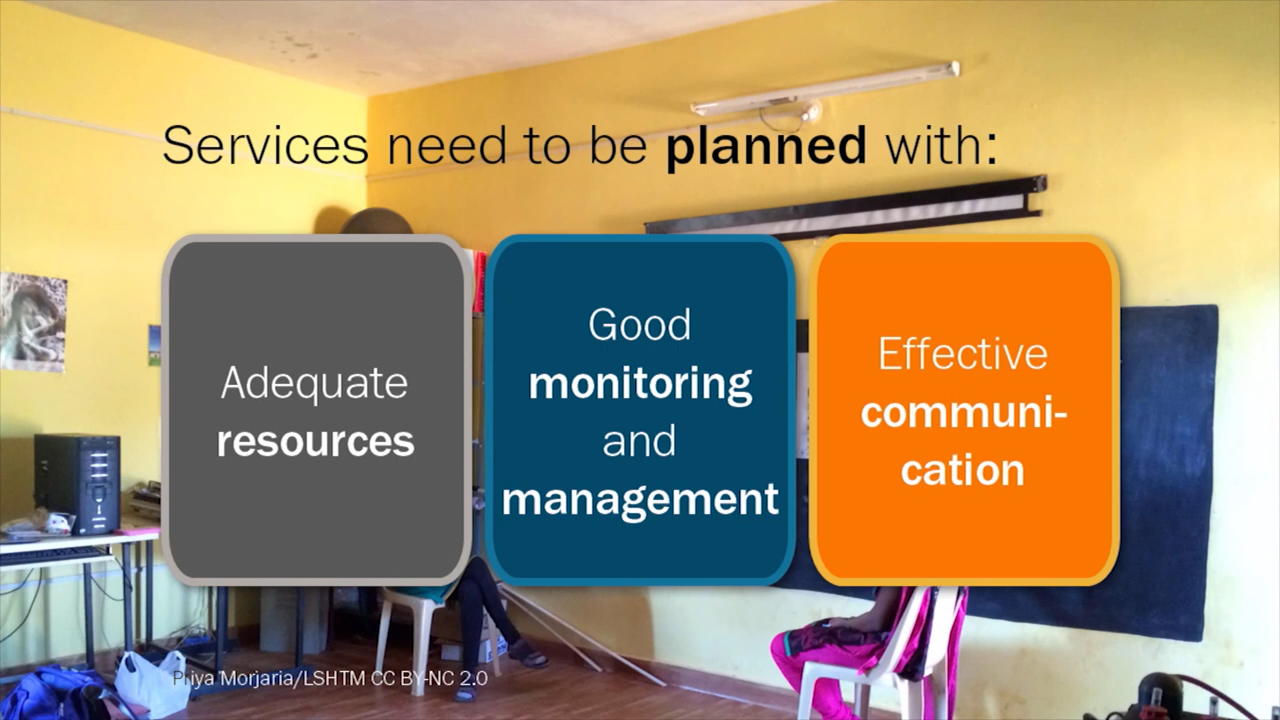 Services need to be planned with:
Adequate
resources
Good
monitoring
and
management
Effective
communi-
cation
Priya Morjaria/LSHTM CC BY-NC 2.0